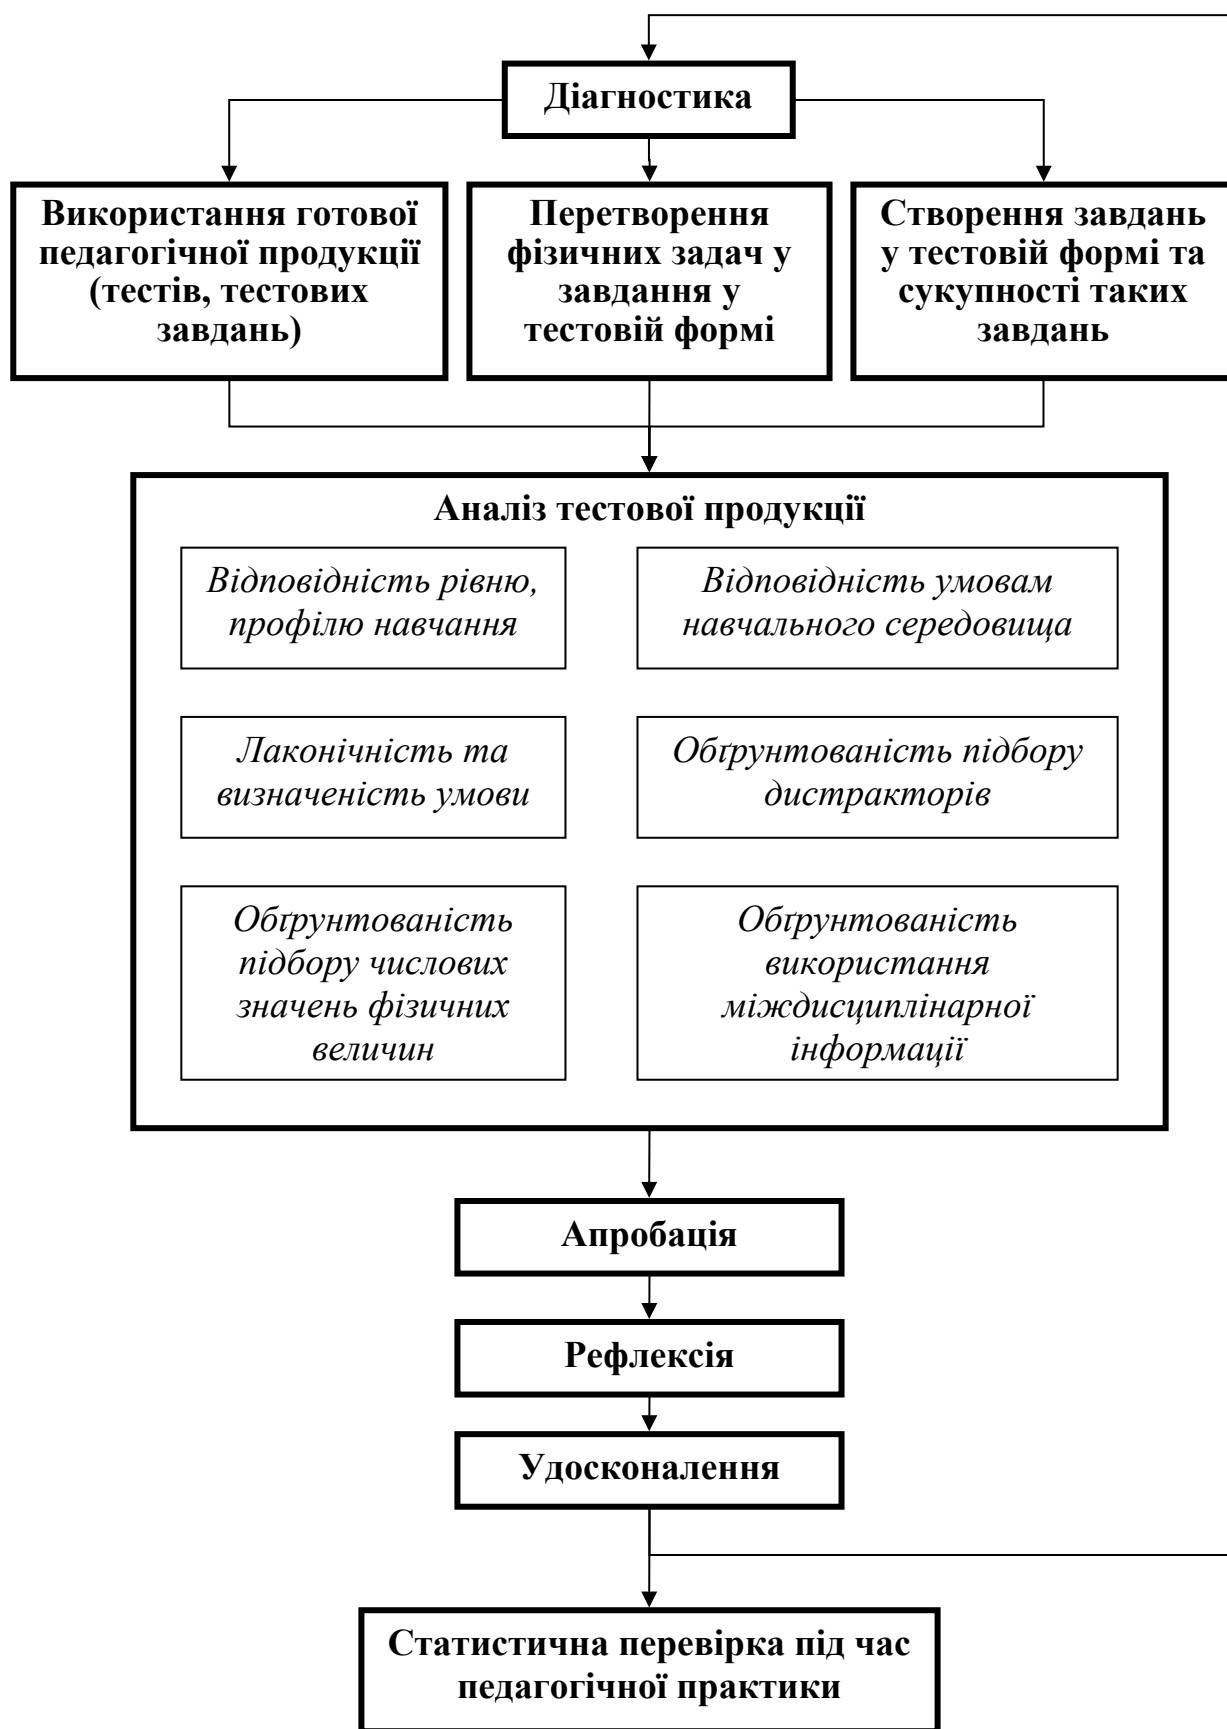 Діагностика
Використання готової
педагогічної продукції
(тестів, тестових
завдань)
Перетворення
фізичних задач у
завдання у
тестовій формі
Створення завдань
у тестовій формі та
сукупності таких
завдань
Аналіз тестової продукції
Відповідність рівню,
профілю навчання
Відповідність умовам
навчального середовища
Лаконічність та
визначеність умови
Обґрунтованість підбору
дистракторів
Обґрунтованість
підбору числових
значень фізичних
величин
Обґрунтованість
використання
міждисциплінарної
інформації
Апробація
Рефлексія
Удосконалення
Статистична перевірка під час
педагогічної практики